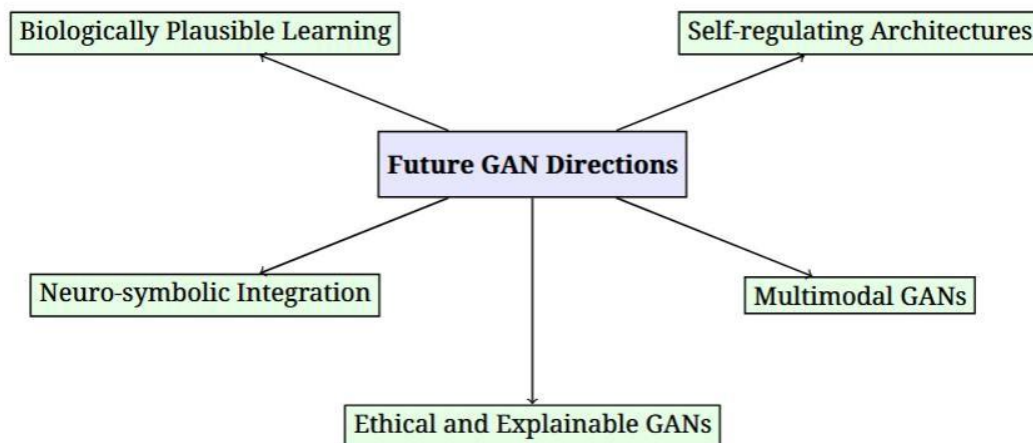 Biologically Plausible Learning
Self-regulating Architectures
Future GAN Directions
Neuro-symbolic Integration
Multimodal GANs
Ethical and Explainable GANs